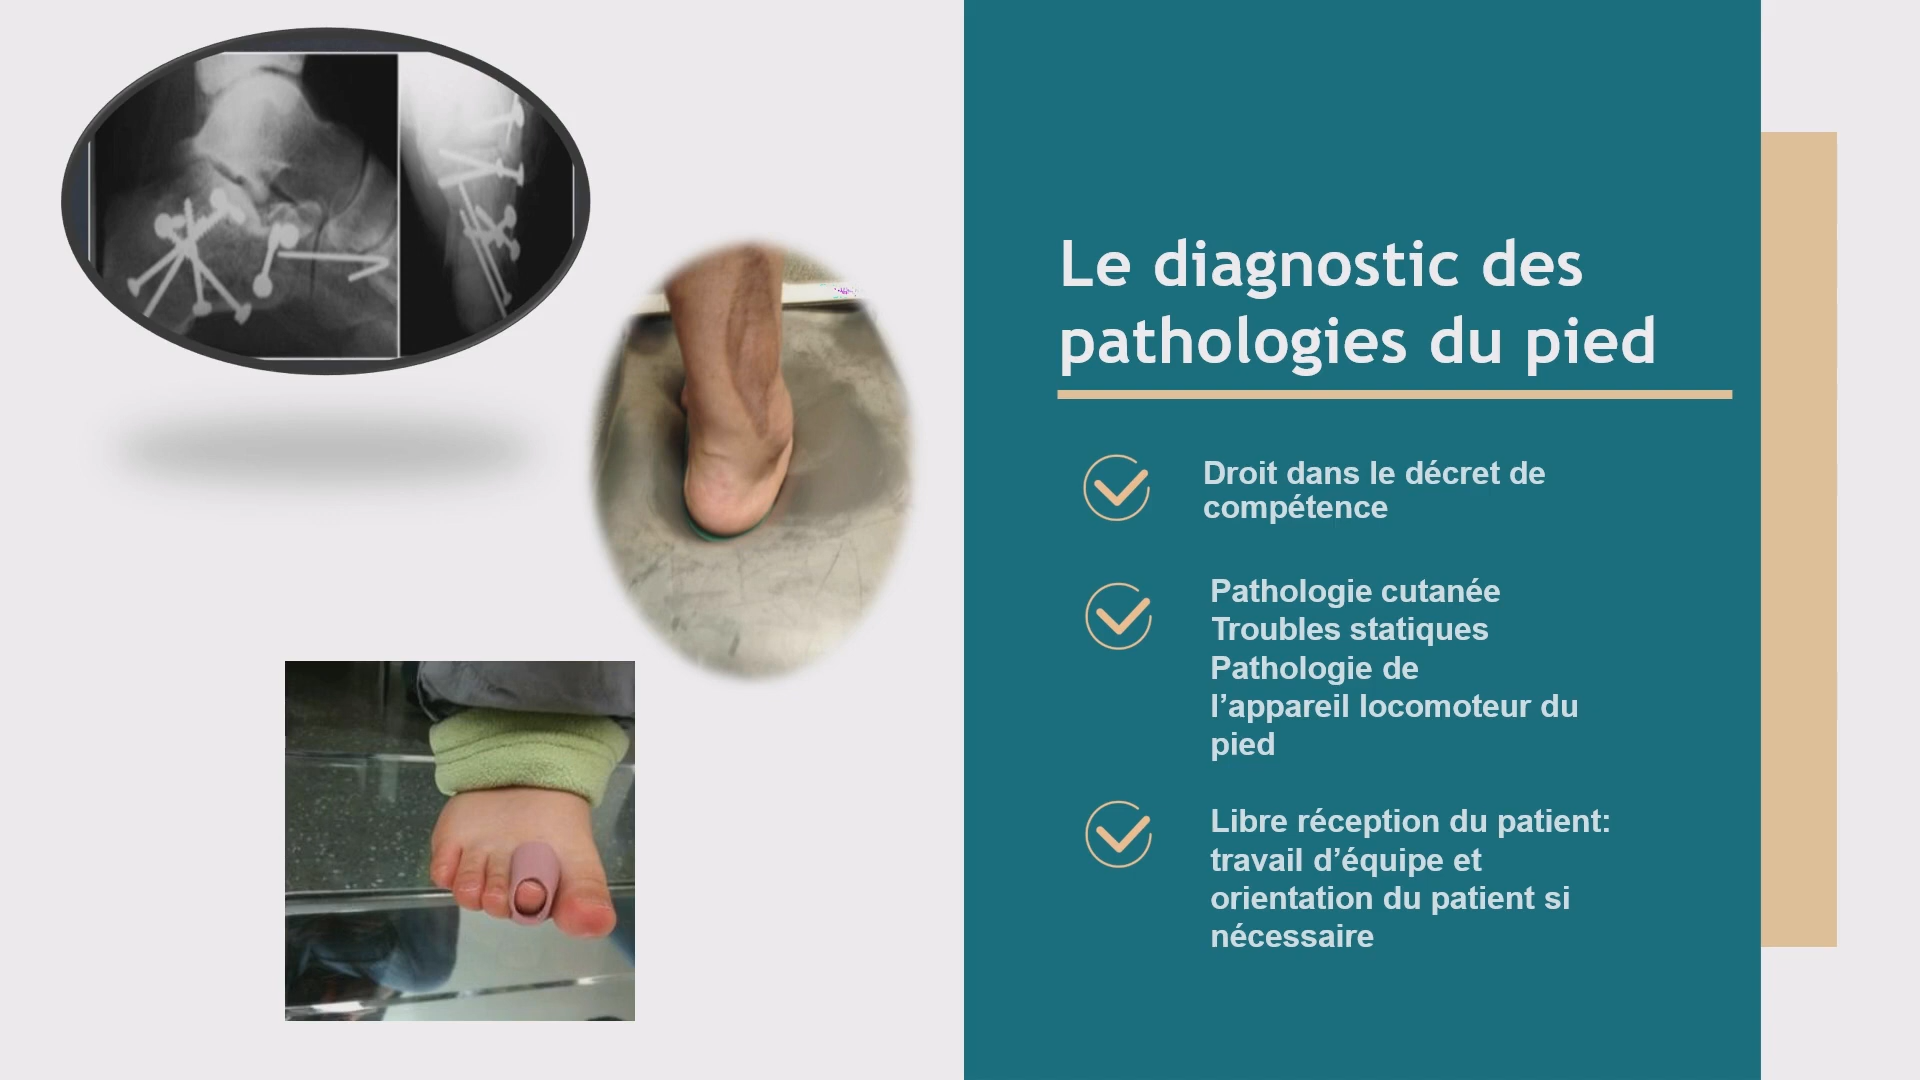 Le diagnostic des
pathologies du pied
Droit dans le décret de
compétence
Pathologie cutanée
Troubles statiques
Pathologie de
l’appareil locomoteur du
pied
Libre réception du patient:
travail d’équipe et
orientation du patient si
nécessaire